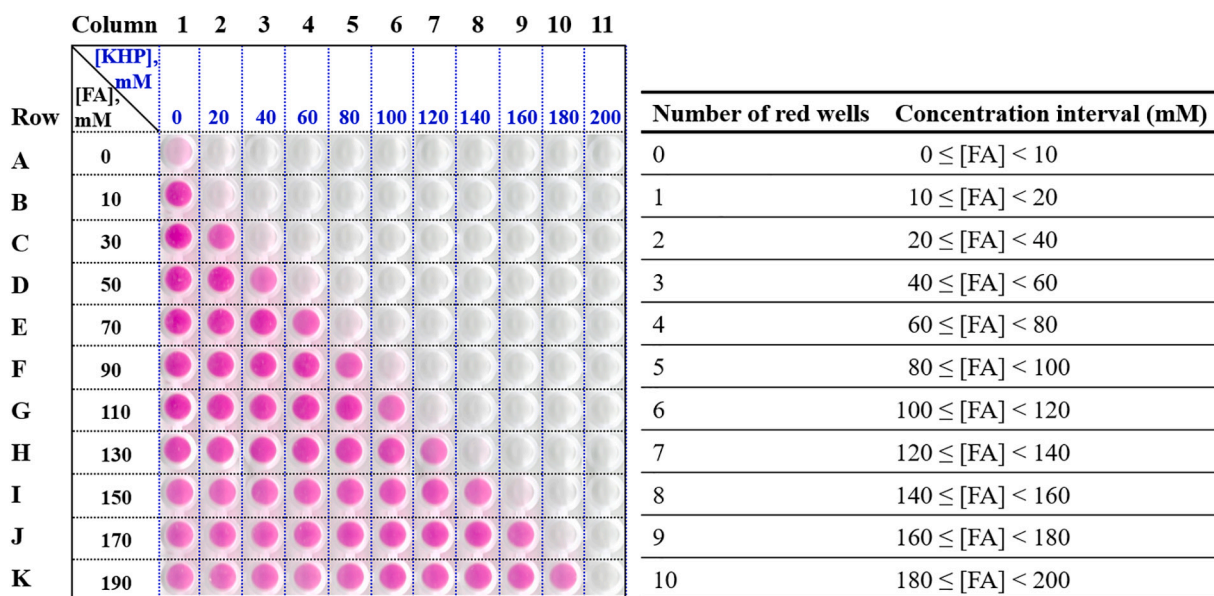 Column 1 2 3 4 5 6 7 8 9 10 11
[KHP], mM
[FA], mM
Row 0 20 40 60 80 100 120 140 160 180 200
A 0
B 10
C 30
D 50
E 70
F 90
G 110
H 130
I 150
J 170
K 190
Number of red wells Concentration interval (mM)
0 0 ≤ [FA] < 10
1 10 ≤ [FA] < 20
2 20 ≤ [FA] < 40
3 40 ≤ [FA] < 60
4 60 ≤ [FA] < 80
5 80 ≤ [FA] < 100
6 100 ≤ [FA] < 120
7 120 ≤ [FA] < 140
8 140 ≤ [FA] < 160
9 160 ≤ [FA] < 180
10 180 ≤ [FA] < 200